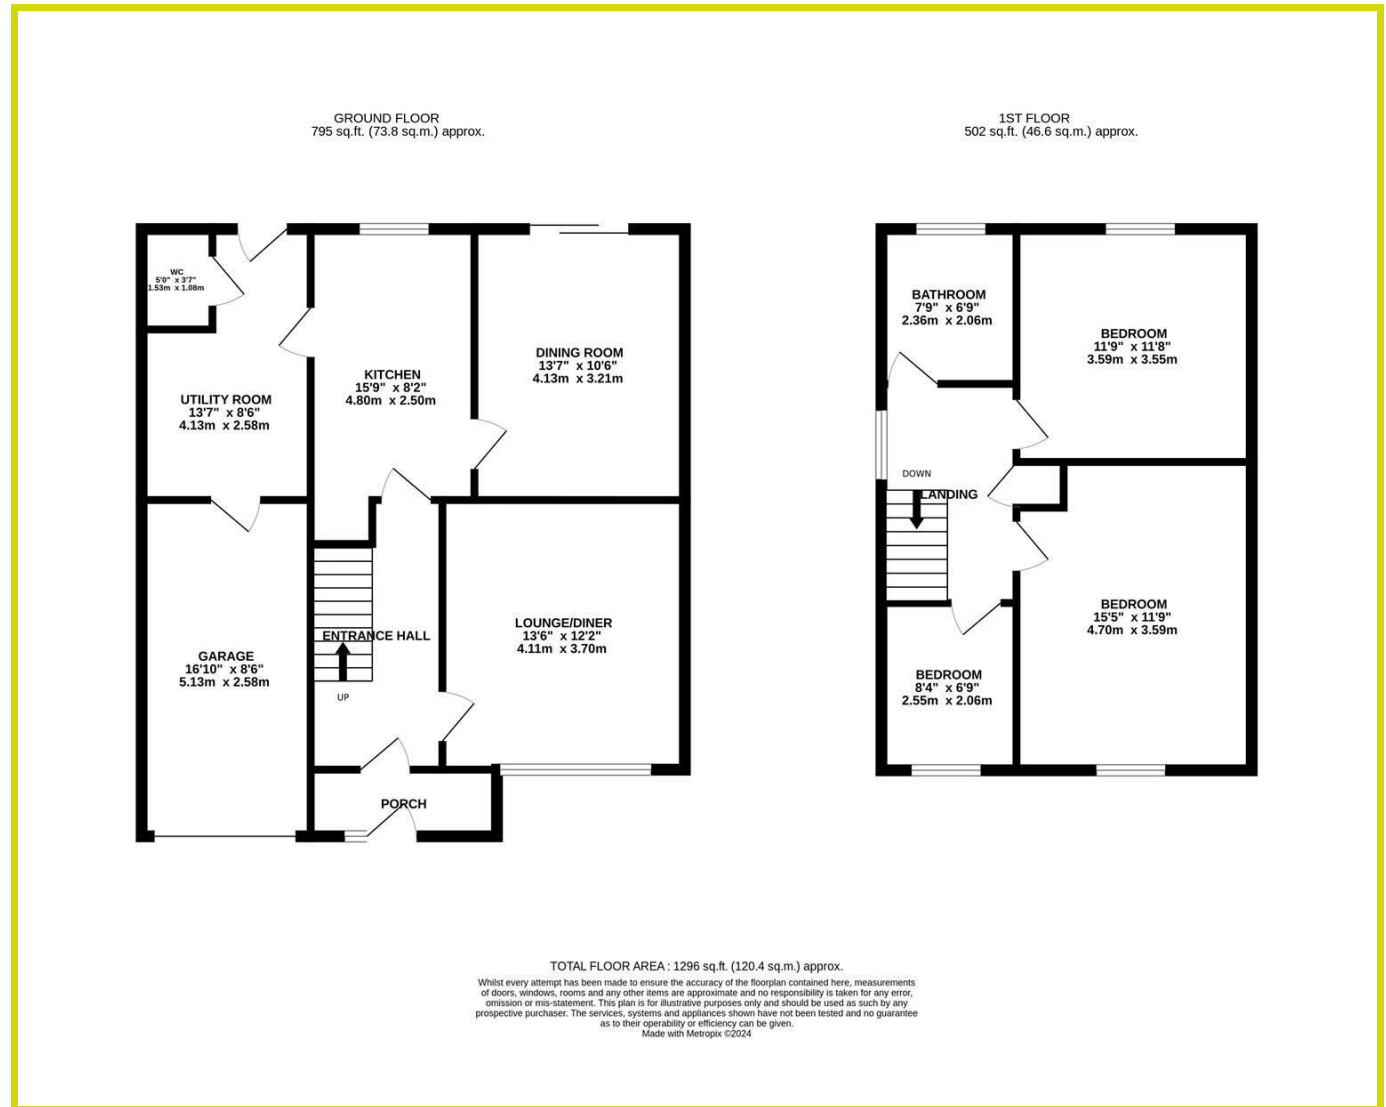 GROUND FLOOR
795 sq.ft. (73.8 sq.m.) approx.
1ST FLOOR
502 sq.ft. (46.6 sq.m.) approx.
WC
5'0" x 3'7"
1.53m x 1.08m
UTILITY ROOM
13'7" x 8'6"
4.13m x 2.58m
KITCHEN
15'9" x 8'2"
4.80m x 2.50m
DINING ROOM
13'7" x 10'6"
4.13m x 3.21m
GARAGE
16'10" x 8'6"
5.13m x 2.58m
ENTRANCE HALL
UP
LOUNGE/DINER
13'6" x 12'2"
4.11m x 3.70m
PORCH
BATHROOM
7'9" x 6'9"
2.36m x 2.06m
BEDROOM
11'9" x 11'8"
3.59m x 3.55m
DOWN
LANDING
BEDROOM
15'5" x 11'9"
4.70m x 3.59m
BEDROOM
8'4" x 6'9"
2.55m x 2.06m
TOTAL FLOOR AREA : 1296 sq.ft. (120.4 sq.m.) approx.
Whilst every attempt has been made to ensure the accuracy of the floorplan contained here, measurements
of doors, windows, rooms and any other items are approximate and no responsibility is taken for any error,
omission or mis-statement. This plan is for illustrative purposes only and should be used as such by any
prospective purchaser. The services, systems and appliances shown have not been tested and no guarantee
as to their operability or efficiency can be given.
Made with Metropix ©2024